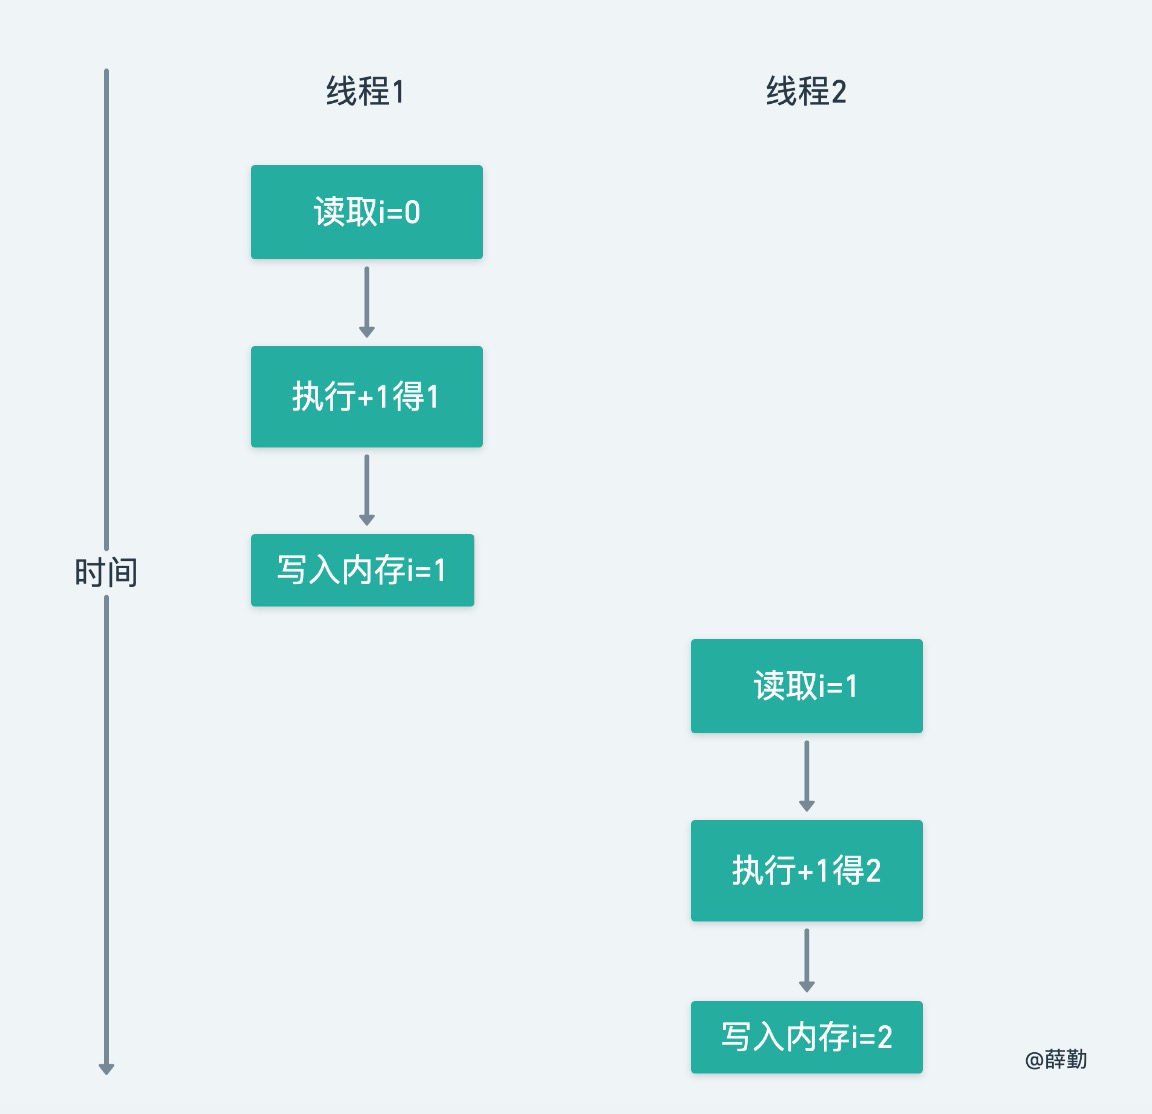 线程1
线程2
读取i=0
执行+1得1
写入内存i=1
时间
读取i=1
执行+1得2
写入内存i=2
@薛勤